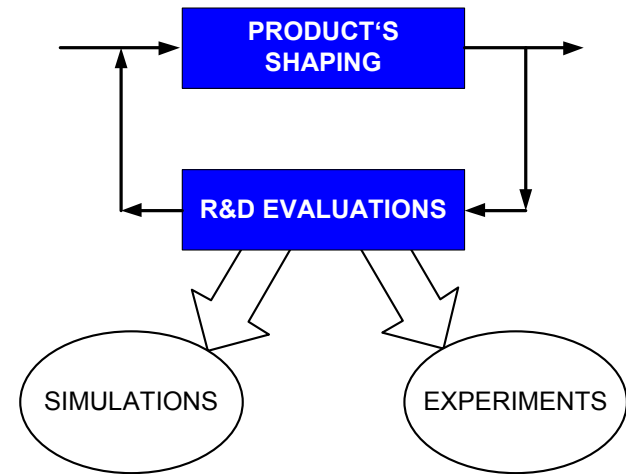 PRODUCT‘S
SHAPING
R&D EVALUATIONS
SIMULATIONS
EXPERIMENTS